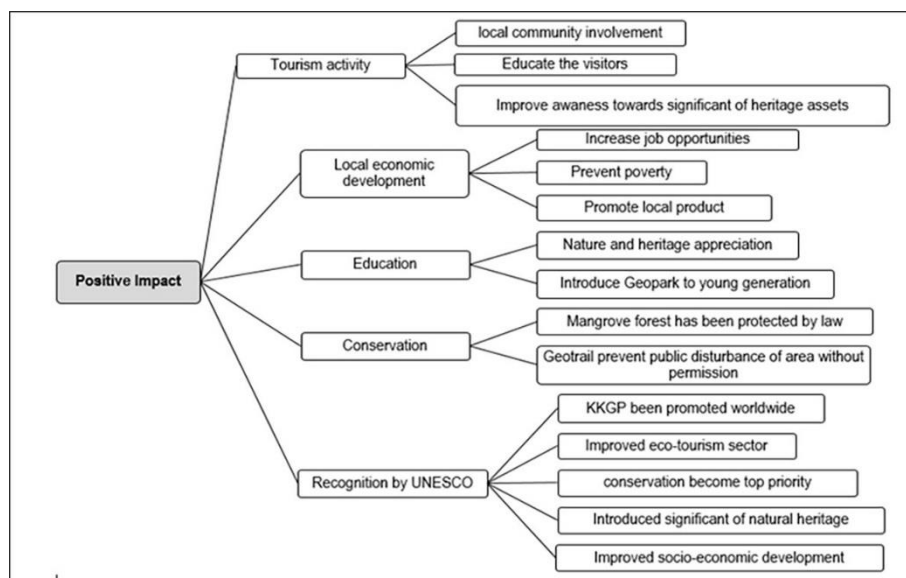 Positive Impact
Tourism activity
local community involvement
Educate the visitors
Improve awaness towards significant of heritage assets
Local economic
development
Increase job opportunities
Prevent poverty
Promote local product
Education
Nature and heritage appreciation
Introduce Geopark to young generation
Conservation
Mangrove forest has been protected by law
Geotrail prevent public disturbance of area without
permission
Recognition by UNESCO
KKGP been promoted worldwide
Improved eco-tourism sector
conservation become top priority
Introduced significant of natural heritage
Improved socio-economic development